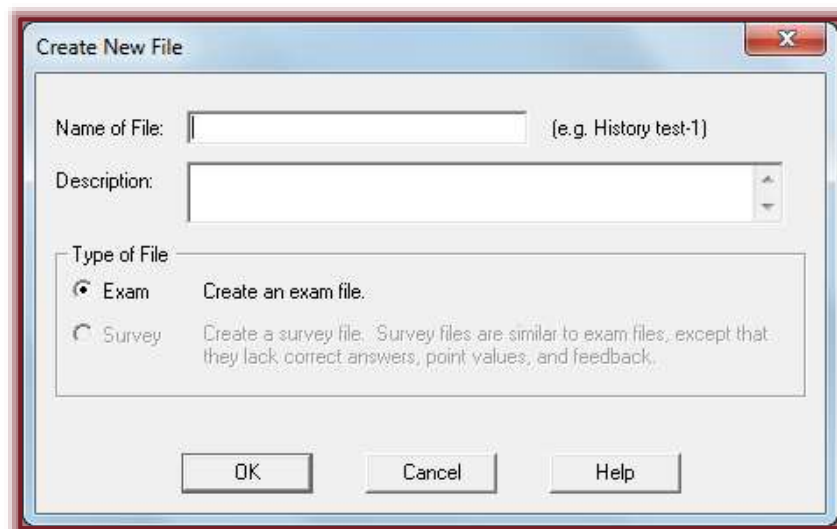 Create New File
Name of File: (e.g. History test-1)
Description:
Type of File
Exam Create an exam file.
Survey Create a survey file. Survey files are similar to exam files, except that
they lack correct answers, point values, and feedback.
OK Cancel Help